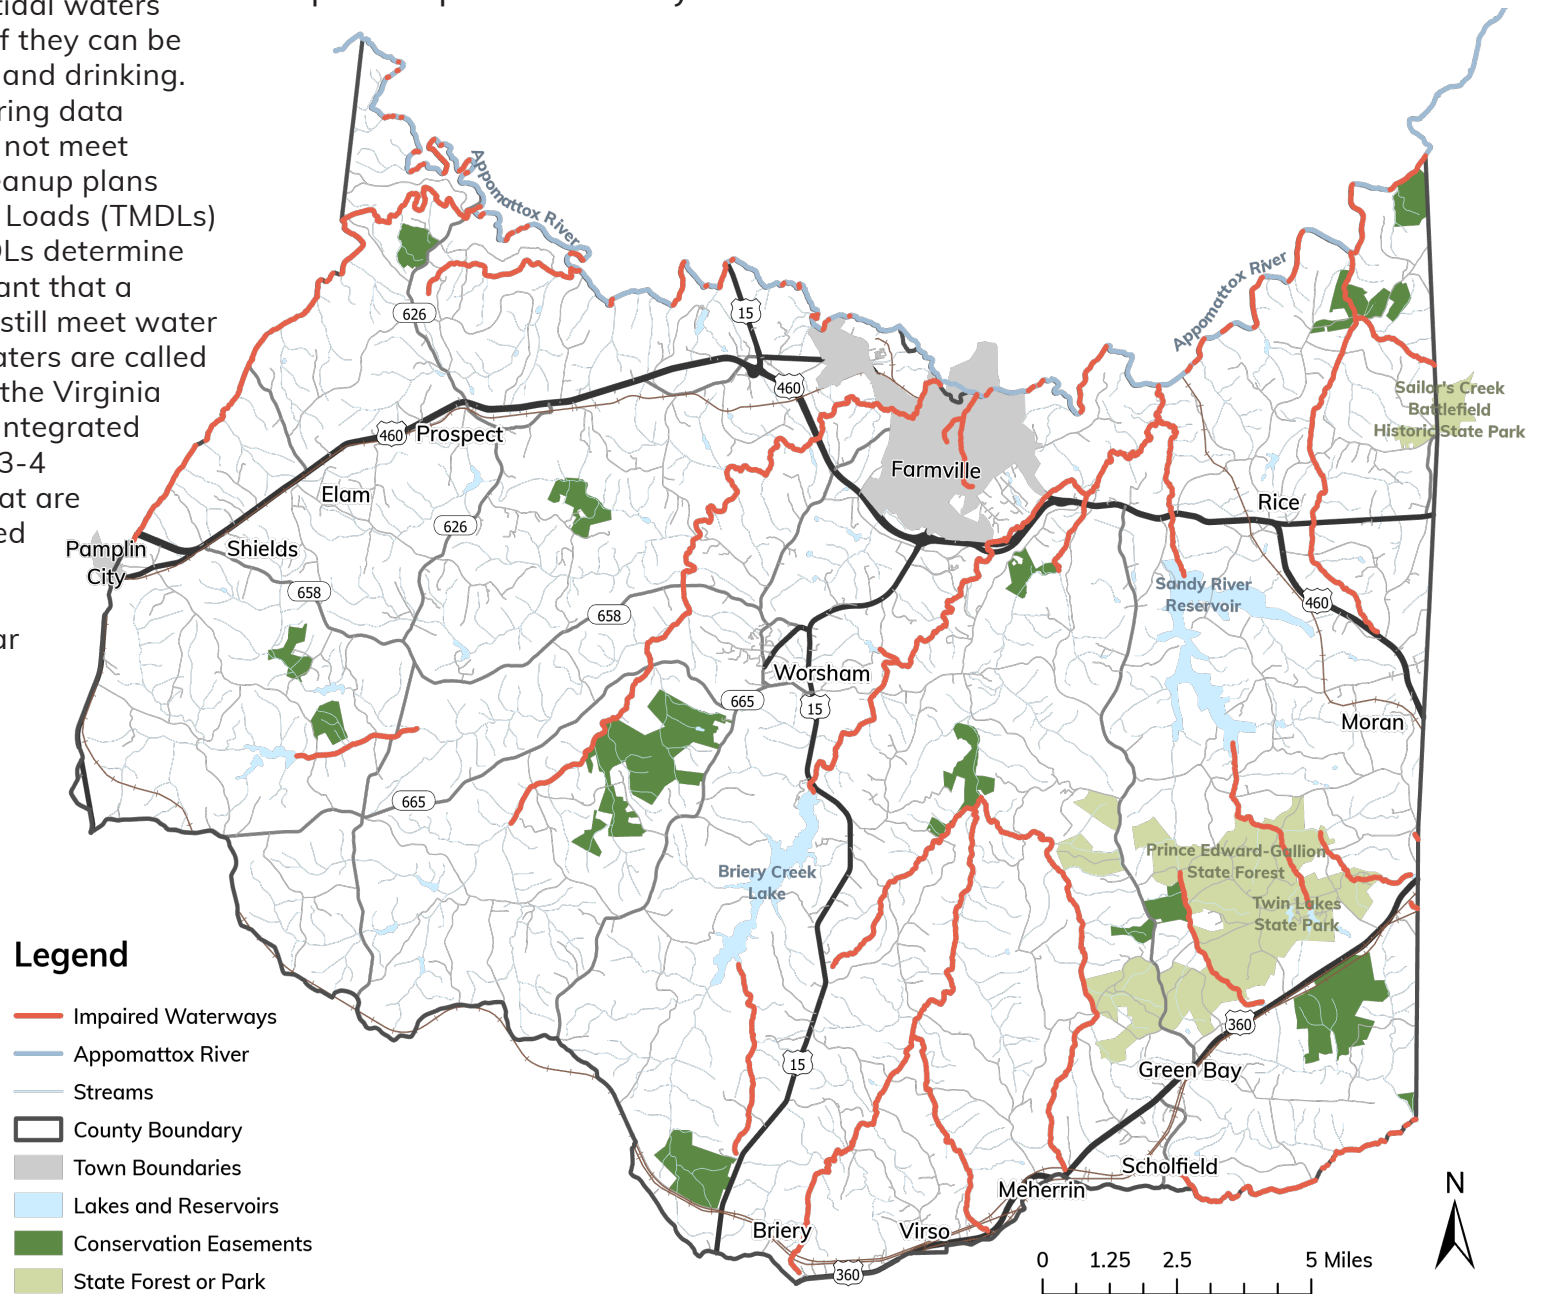 tidal waters
f they can be
and drinking.
ring data
not meet
eanup plans
Loads (TMDLs)
DLs determine
ant that a
still meet water
aters are called
the Virginia
ntegrated
3-4
at are
ed
ar
Appomattox River
Appomattox River
626
15
460
460
Prospect
Elam
626
Farmville
Sailor's Creek
Battlefield
Historic State Park
Rice
Pamplin
City
Shields
658
658
Sandy River
Reservoir
460
Worsham
665
15
Moran
665
Briery Creek
Lake
Prince Edward-Gallion
State Forest
Twin Lakes
State Park
360
15
Green Bay
Scholfield
Meherrin
Briery
Virso
360
Legend
Impaired Waterways
Appomattox River
Streams
County Boundary
Town Boundaries
Lakes and Reservoirs
Conservation Easements
State Forest or Park
N
0 1.25 2.5 5 Miles